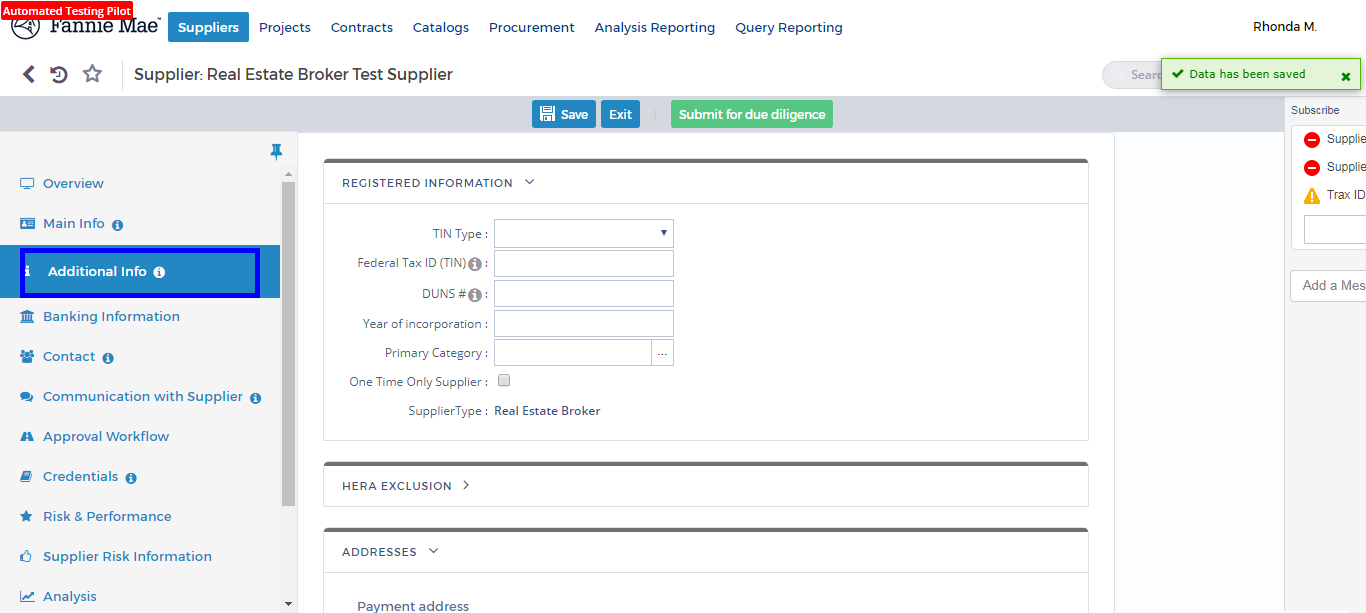 Automated Testing Pilot
Fannie Mae
Suppliers
Projects
Contracts
Catalogs
Procurement
Analysis Reporting
Query Reporting
Rhonda M.
Supplier: Real Estate Broker Test Supplier
Data has been saved
Save
Exit
Submit for due diligence
Subscribe
Overview
Main Info
Additional Info
Banking Information
Contact
Communication with Supplier
Approval Workflow
Credentials
Risk & Performance
Supplier Risk Information
Analysis
REGISTERED INFORMATION
TIN Type :
Federal Tax ID (TIN) :
DUNS # :
Year of incorporation :
Primary Category :
...
One Time Only Supplier :
SupplierType : Real Estate Broker
HERA EXCLUSION
ADDRESSES
Payment address
Trax ID
Add a Mes